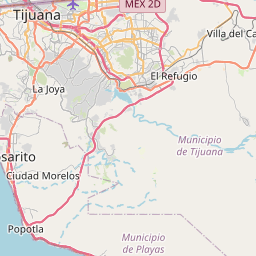 MEX 2D
Tijuana
Villa del Ca
El Refugio
La Joya
Municipio
de Tijuana
osarito
Ciudad Morelos
Popotla
Municipio
de Playas